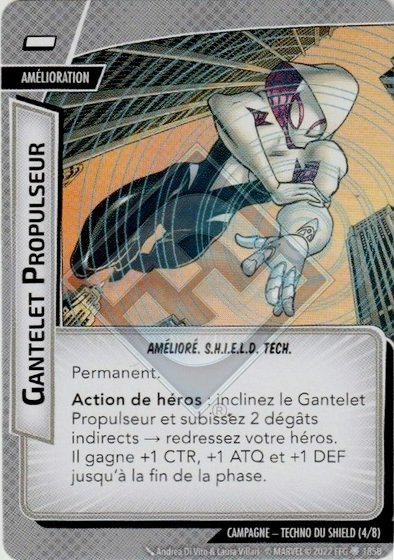 AMÉLIORATION
GANTELET PROPULSEUR
AMÉLIORÉ. S.H.I.E.L.D. TECH.
Permanent.
Action de héros : inclinez le Gantelet
Propulseur et subissez 2 dégâts
indirects → redressez votre héros.
Il gagne +1 CTR, +1 ATQ et +1 DEF
jusqu'à la fin de la phase.
CAMPAGNE – TECHNO DU SHIELD (4/8)
Andrea Di Vito & Laura Villari © MARVEL © 2022 FFG 185B